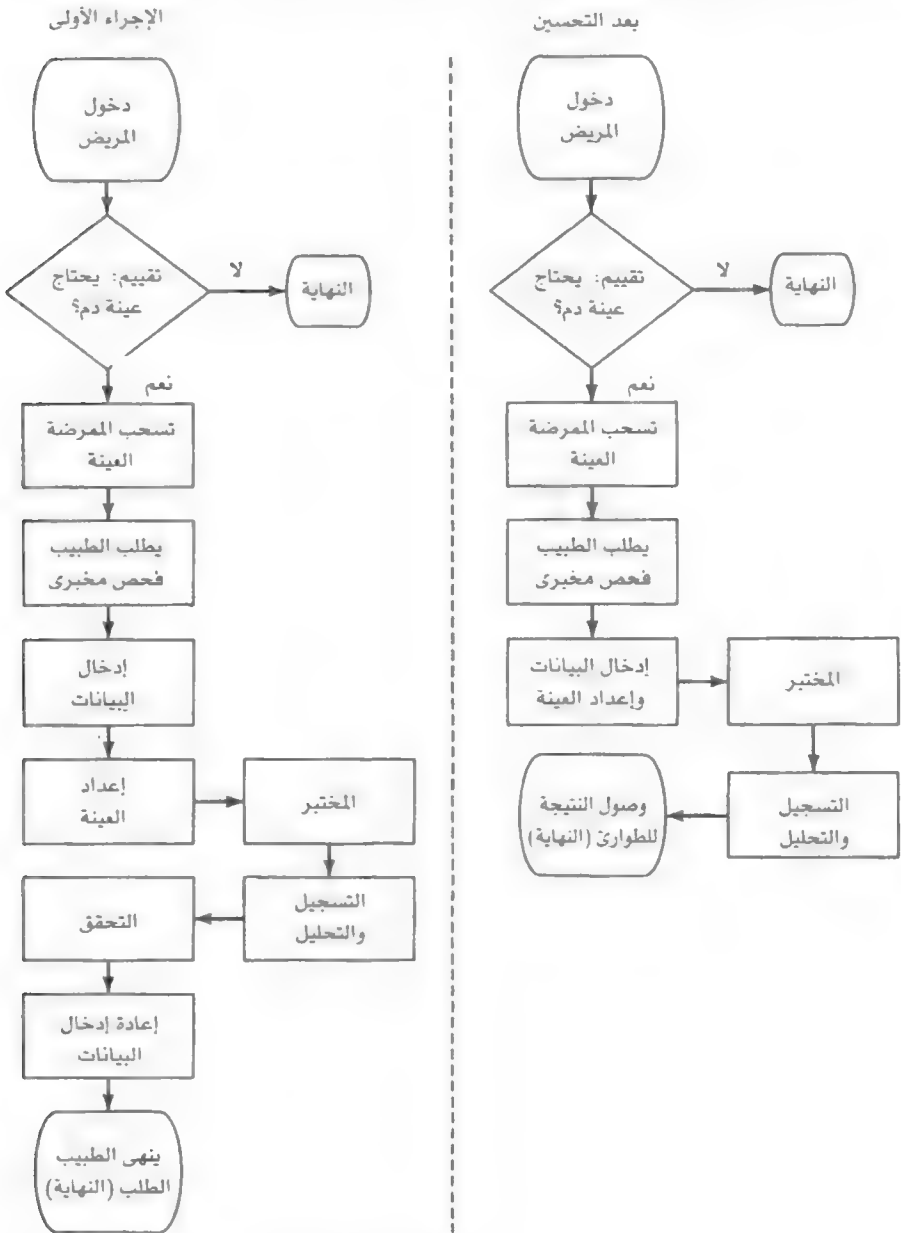 الإجراء الأولى
دخول
المريض
تقييم: يحتاج
عينة دم؟
لا
النهاية
نعم
تسحب الممرضة
العينة
يطلب الطبيب
فحص مخبرى
إدخال
البيانات
إعداد
العينة
المختبر
التسجيل
والتحليل
التحقق
إعادة إدخال
البيانات
ينهى الطبيب
الطلب (النهاية)
بعد التحسين
دخول
المريض
تقييم: يحتاج
عينة دم؟
لا
النهاية
نعم
تسحب الممرضة
العينة
يطلب الطبيب
فحص مخبرى
إدخال البيانات
وإعداد العينة
المختبر
التسجيل
والتحليل
وصول النتيجة
للطوارئ (النهاية)